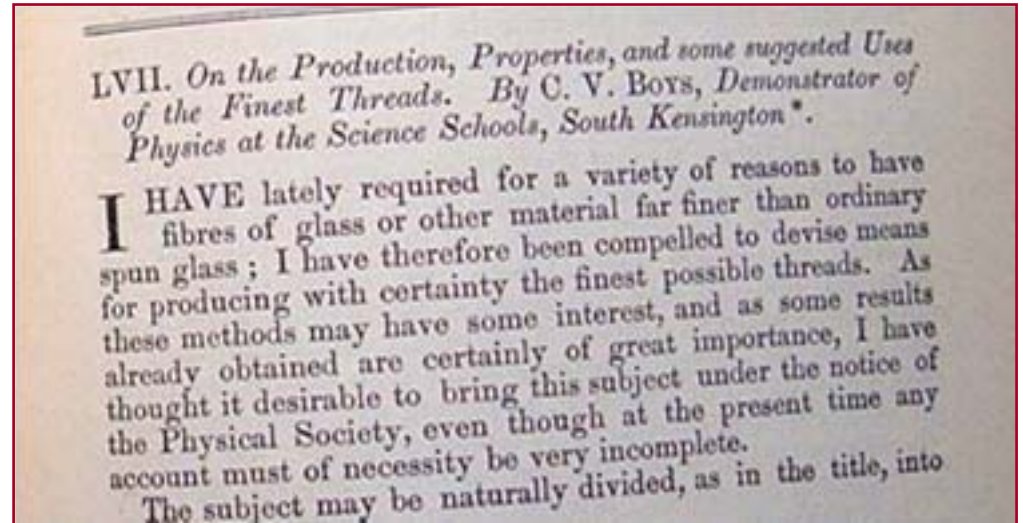 LVII. On the Production, Properties, and some suggested Uses
of the Finest Threads. By C. V. BOYS, Demonstrator of
Physics at the Science Schools, South Kensington*.
I HAVE lately required for a variety of reasons to have
fibres of glass or other material far finer than ordinary
spun glass ; I have therefore been compelled to devise means
for producing with certainty the finest possible threads. As
these methods may have some interest, and as some results
already obtained are certainly of great importance, I have
thought it desirable to bring this subject under the notice of
the Physical Society, even though at the present time any
account must of necessity be very incomplete.
The subject may be naturally divided, as in the title, into